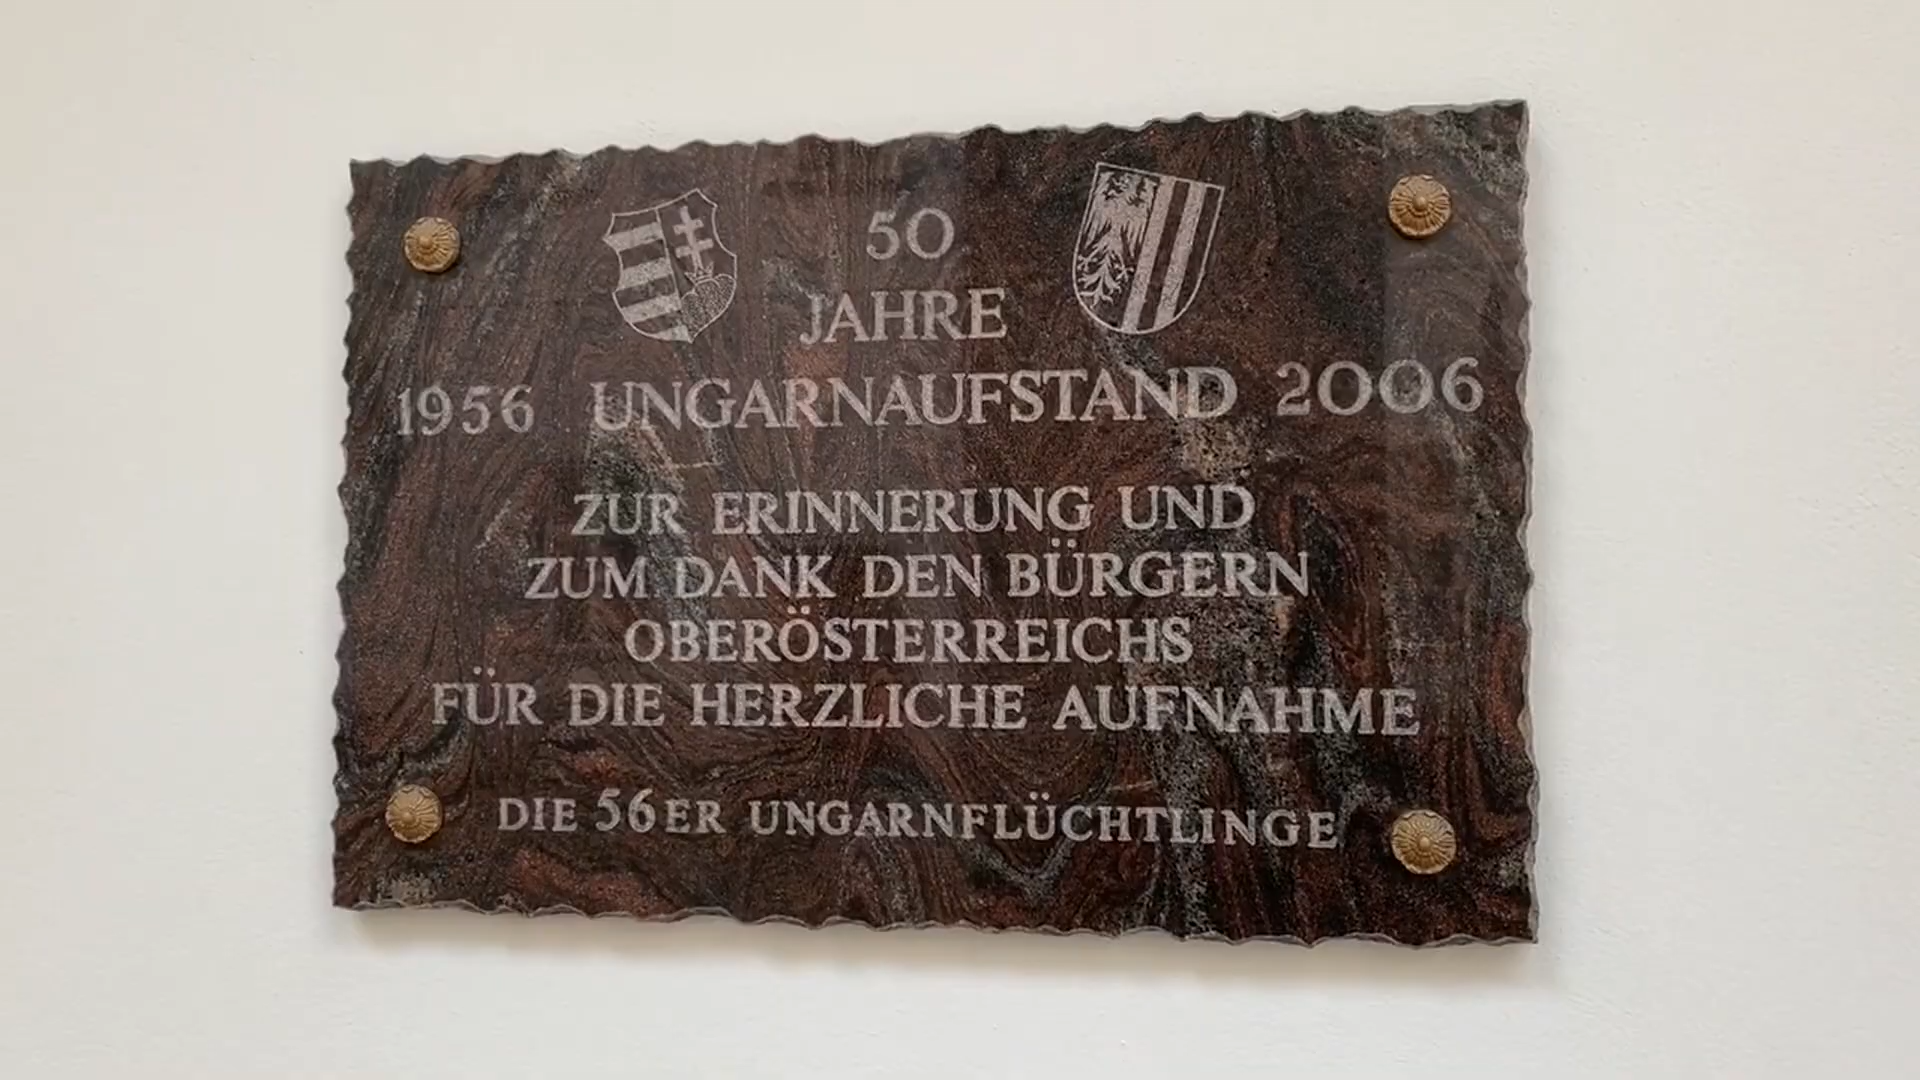 50
JAHRE
1956 UNGARNAUFSTAND 2006
ZUR ERINNERUNG UND
ZUM DANK DEN BÜRGERN
OBERÖSTERREICHS
FÜR DIE HERZLICHE AUFNAHME
DIE 56ER UNGARNFLÜCHTLINGE